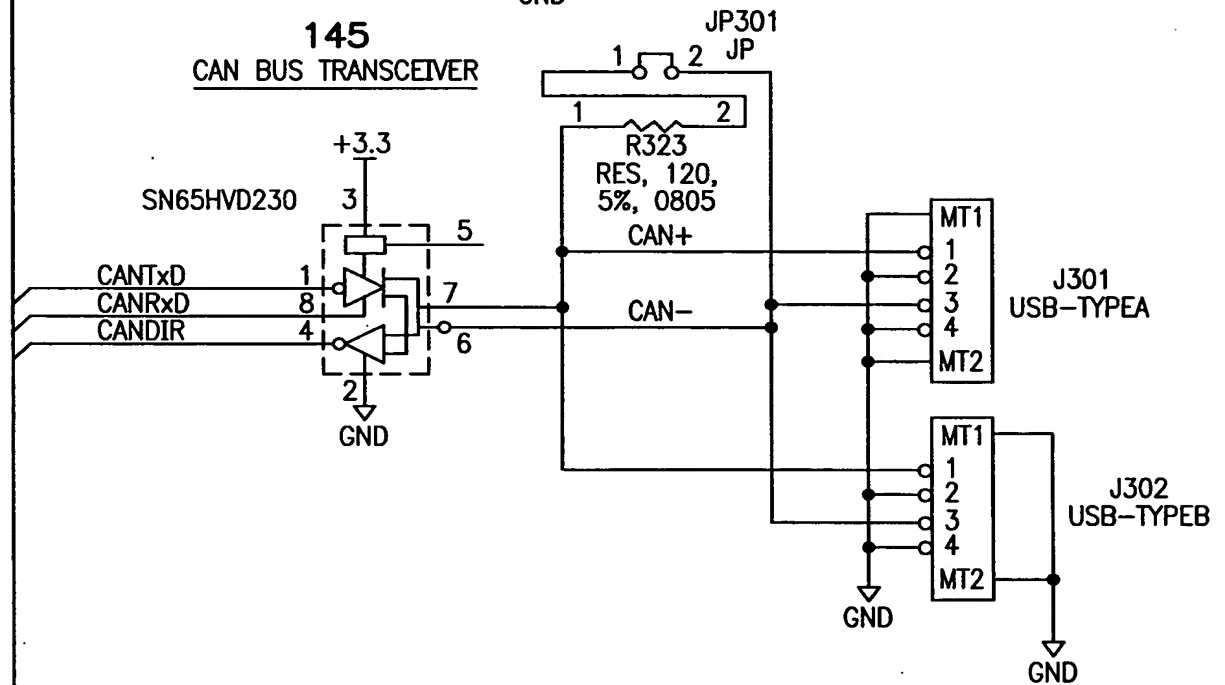 GND
145
CAN BUS TRANSCEIVER
JP301
JP
1 2
1 2
R323
RES, 120,
5%, 0805
+3.3
SN65HVD230
3
5
CANTxD 1
CANRxD 8
CANDIR 4
7
6
2
GND
CAN+
CAN-
MT1
1
2
3
4
MT2
J301
USB-TYPEA
MT1
1
2
3
4
MT2
J302
USB-TYPEB
GND
GND